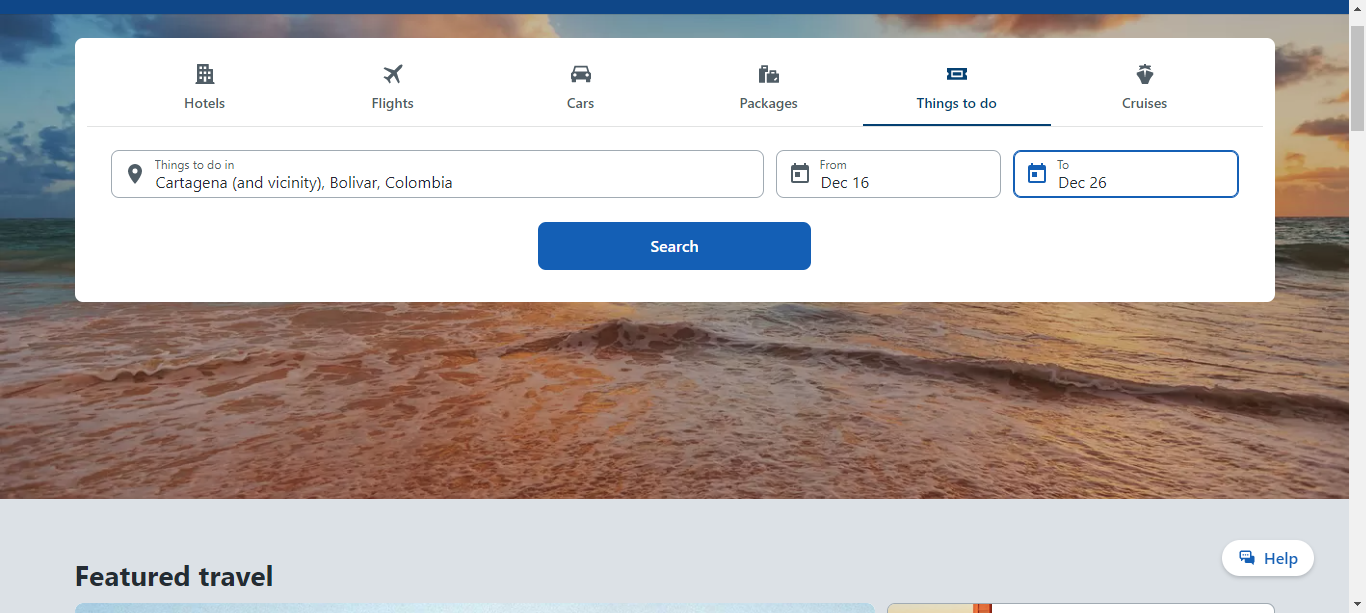 Hotels
Flights
Cars
Packages
Things to do
Cruises
Things to do in
Cartagena (and vicinity), Bolivar, Colombia
From
Dec 16
To
Dec 26
Search
Featured travel
Help